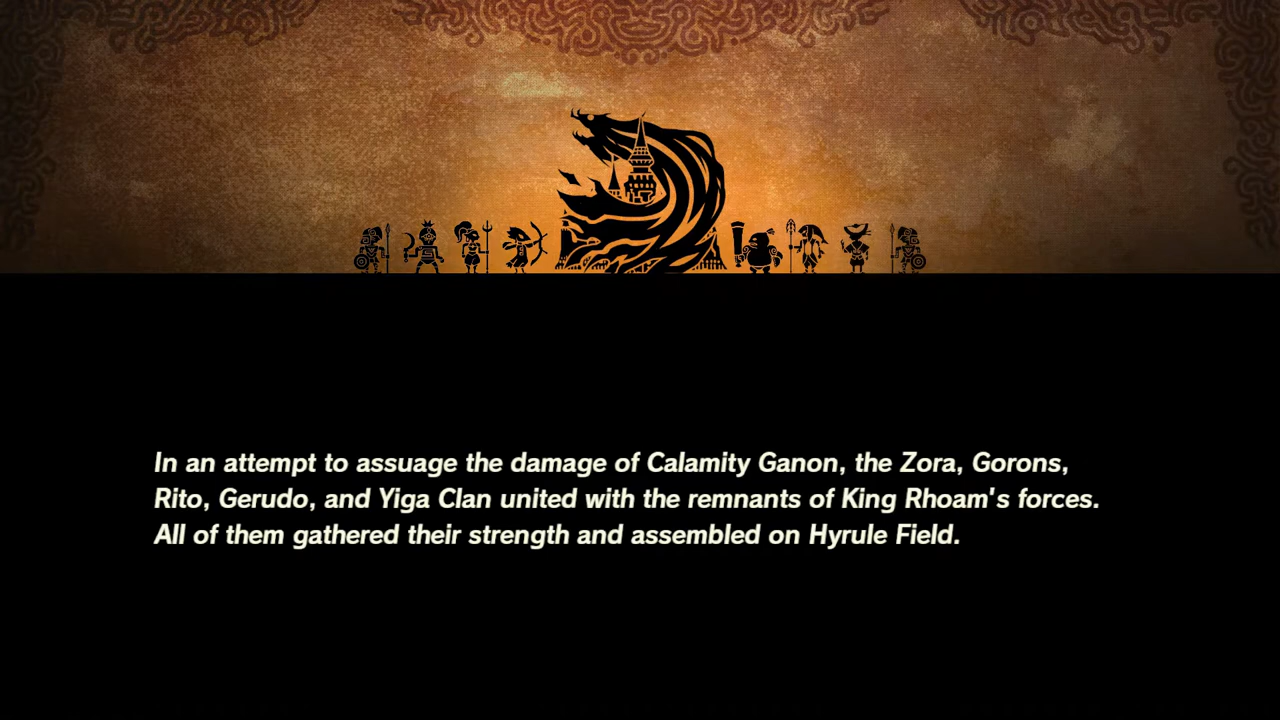 In an attempt to assuage the damage of Calamity Ganon, the Zora, Gorons,
Rito, Gerudo, and Yiga Clan united with the remnants of King Rhoam's forces.
All of them gathered their strength and assembled on Hyrule Field.